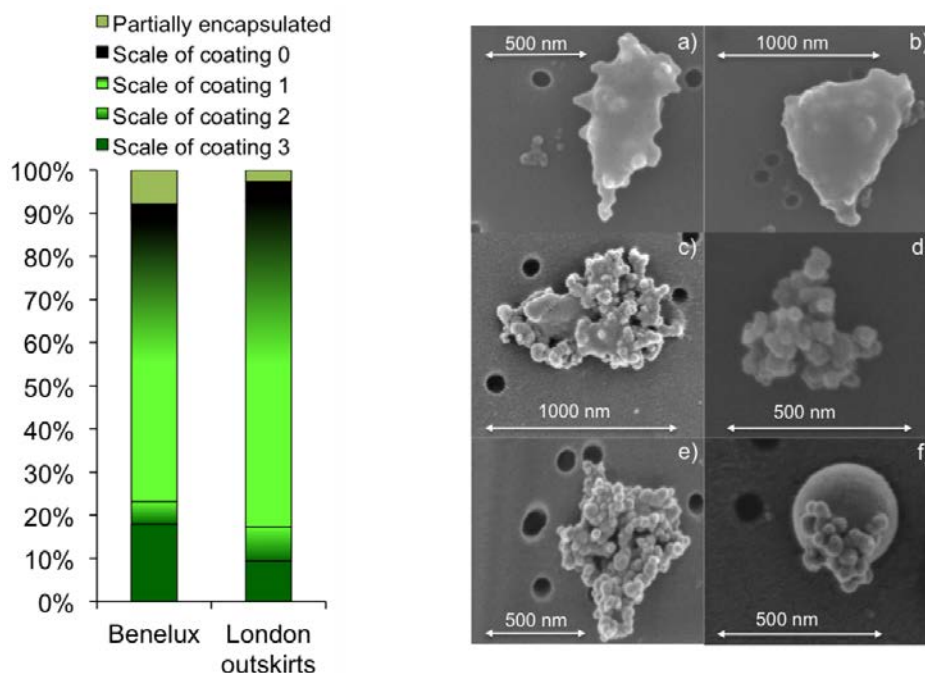 Partially encapsulated
Scale of coating 0
Scale of coating 1
Scale of coating 2
Scale of coating 3
100%
90%
80%
70%
60%
50%
40%
30%
20%
10%
0%
Benelux
London
outskirts
500 nm
a)
1000 nm
b)
c)
1000 nm
d)
500 nm
e)
500 nm
f)
500 nm